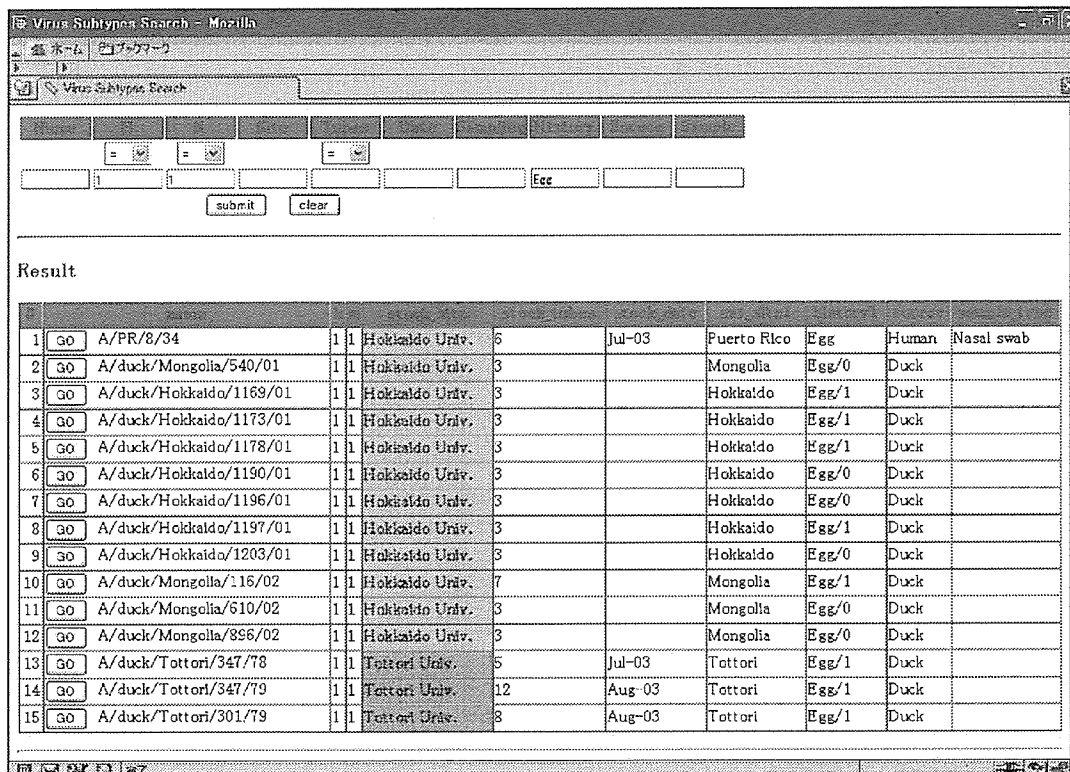 Virus Subtypes Search - Mozilla
ホーム ブックマーク
Virus Subtypes Search
= = =
1 1 Egg
submit clear
Result
1 GO A/PR/8/34 1 1 Hokkaido Univ. 6 Jul-03 Puerto Rico Egg Human Nasal swab
2 GO A/duck/Mongolia/540/01 1 1 Hokkaido Univ. 3 Mongolia Egg/0 Duck
3 GO A/duck/Hokkaido/1169/01 1 1 Hokkaido Univ. 3 Hokkaido Egg/1 Duck
4 GO A/duck/Hokkaido/1173/01 1 1 Hokkaido Univ. 3 Hokkaido Egg/1 Duck
5 GO A/duck/Hokkaido/1178/01 1 1 Hokkaido Univ. 3 Hokkaido Egg/1 Duck
6 GO A/duck/Hokkaido/1190/01 1 1 Hokkaido Univ. 3 Hokkaido Egg/0 Duck
7 GO A/duck/Hokkaido/1196/01 1 1 Hokkaido Univ. 3 Hokkaido Egg/0 Duck
8 GO A/duck/Hokkaido/1197/01 1 1 Hokkaido Univ. 3 Hokkaido Egg/1 Duck
9 GO A/duck/Hokkaido/1203/01 1 1 Hokkaido Univ. 3 Hokkaido Egg/0 Duck
10 GO A/duck/Mongolia/116/02 1 1 Hokkaido Univ. 7 Mongolia Egg/1 Duck
11 GO A/duck/Mongolia/610/02 1 1 Hokkaido Univ. 3 Mongolia Egg/0 Duck
12 GO A/duck/Mongolia/896/02 1 1 Hokkaido Univ. 3 Mongolia Egg/0 Duck
13 GO A/duck/Tottori/347/78 1 1 Tottori Univ. 5 Jul-03 Tottori Egg/1 Duck
14 GO A/duck/Tottori/347/79 1 1 Tottori Univ. 12 Aug-03 Tottori Egg/1 Duck
15 GO A/duck/Tottori/301/79 1 1 Tottori Univ. 8 Aug-03 Tottori Egg/1 Duck